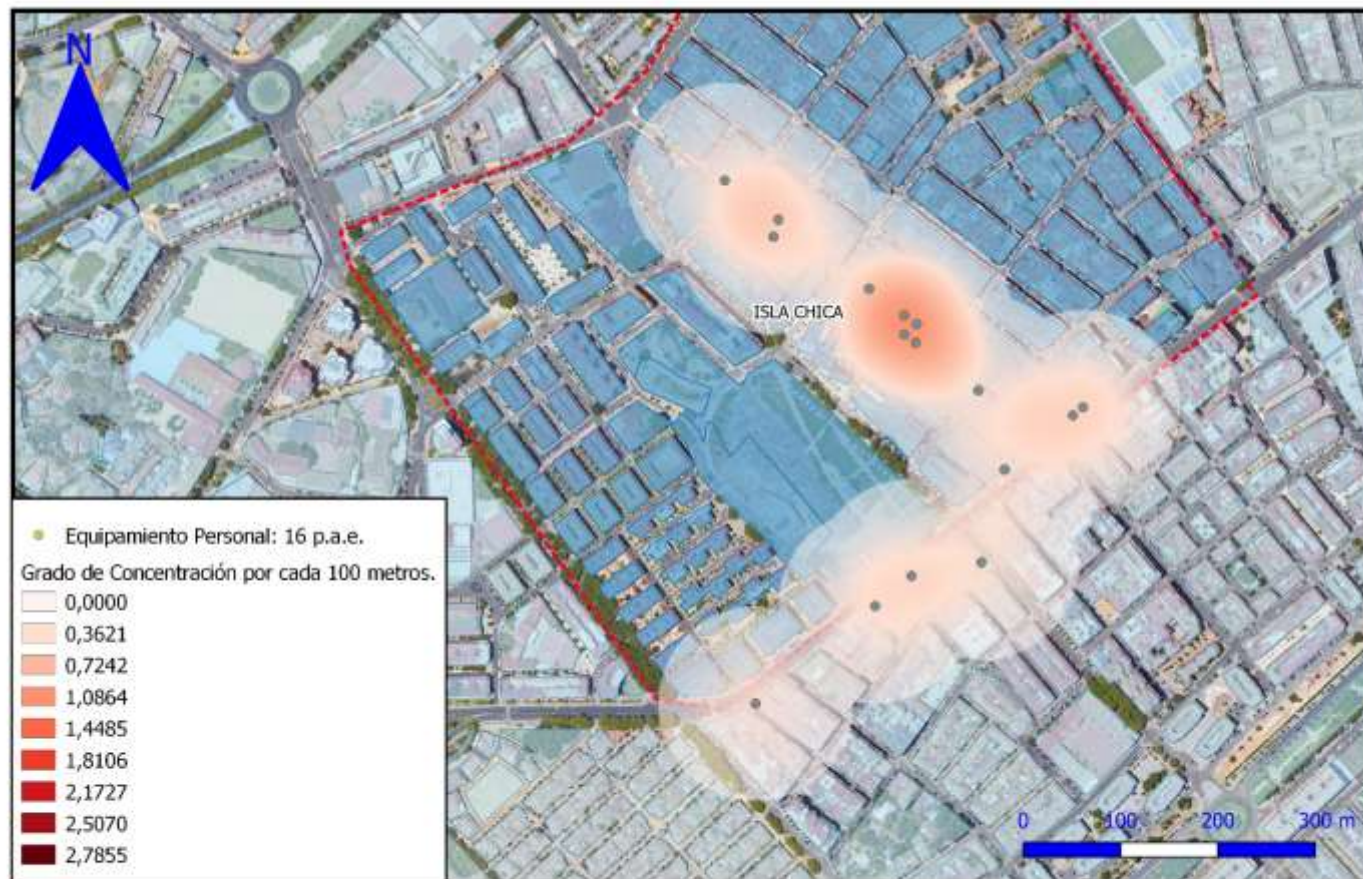 N
ISLA CHICA
Equipamiento Personal: 16 p.a.e.
Grado de Concentración por cada 100 metros.
0,0000
0,3621
0,7242
1,0864
1,4485
1,8106
2,1727
2,5070
2,7855
0 100 200 300 m